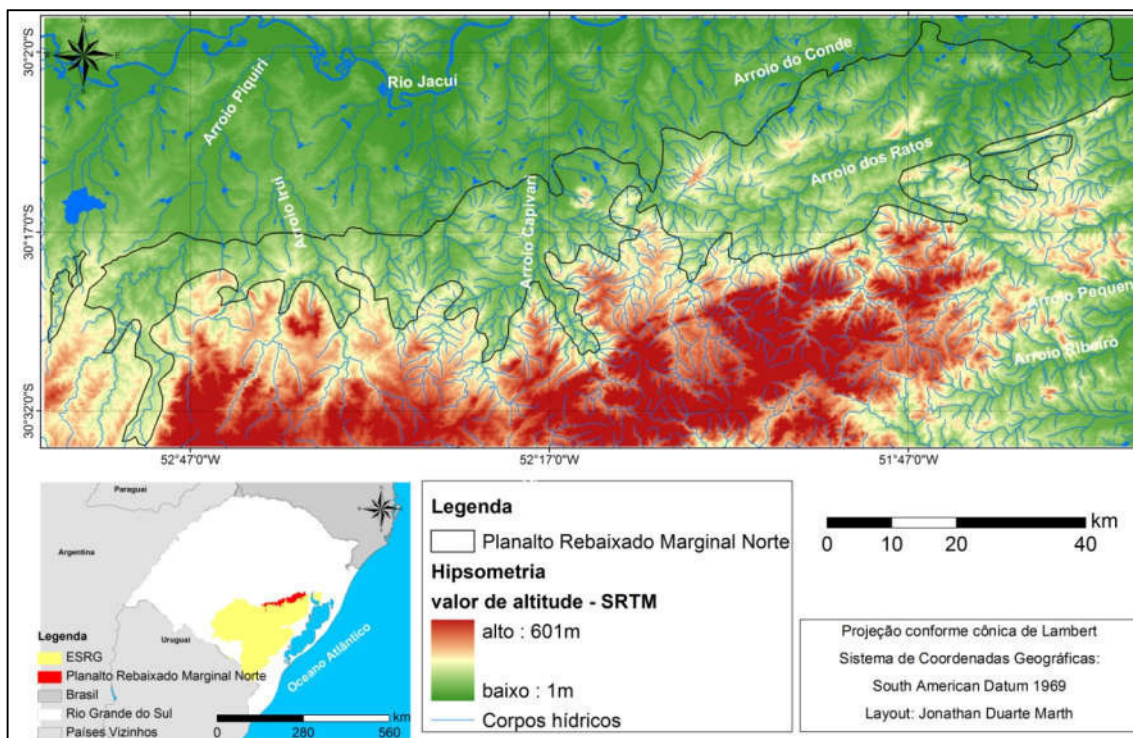 30°2'0"S
30°17'0"S
30°32'0"S
Arroio Piquiri
Rio Jacuí
Arroio do Conde
Arroio dos Ratos
Arroio Iruí
Arroio Capivari
Arroio Pequen
Arroio Ribeiro
52°47'0"W
52°17'0"W
51°47'0"W
Paraguai
Argentina
Uruguai
Oceano Atlântico
Legenda
ESRG
Planalto Rebaixado Marginal Norte
Brasil
Rio Grande do Sul
Países Vizinhos
km
0 280 560
Legenda
Planalto Rebaixado Marginal Norte
Hipsometria
valor de altitude - SRTM
alto : 601m
baixo : 1m
Corpos hídricos
km
0 10 20 40
Projeção conforme cônica de Lambert
Sistema de Coordenadas Geográficas:
South American Datum 1969
Layout: Jonathan Duarte Marth